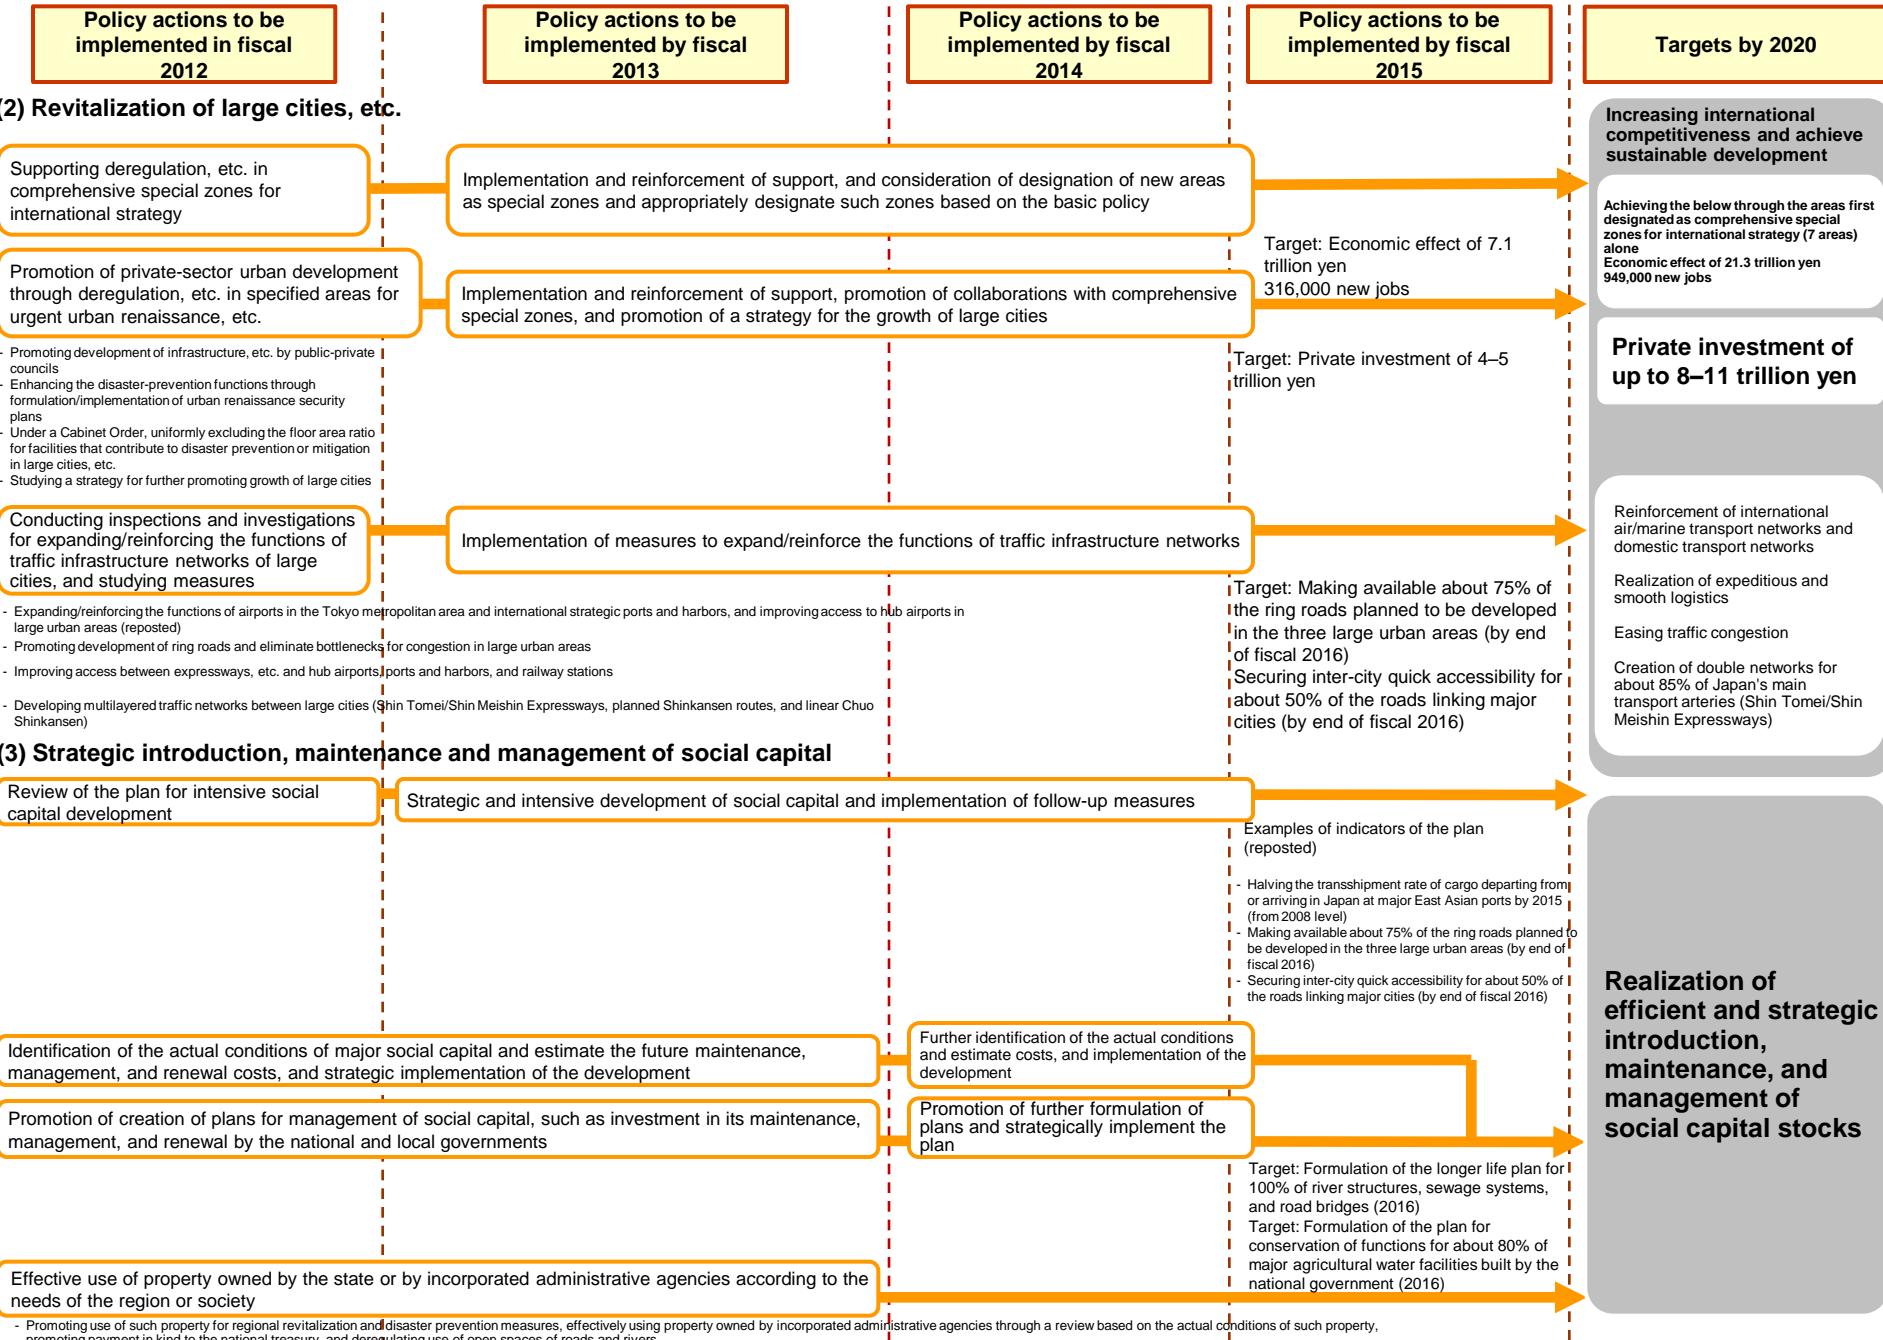 Policy actions to be
implemented in fiscal
2012
Policy actions to be
implemented by fiscal
2013
Policy actions to be
implemented by fiscal
2014
Policy actions to be
implemented by fiscal
2015
Targets by 2020
(2) Revitalization of large cities, etc.
Supporting deregulation, etc. in
comprehensive special zones for
international strategy
Implementation and reinforcement of support, and consideration of designation of new areas
as special zones and appropriately designate such zones based on the basic policy
Target: Economic effect of 7.1
trillion yen
316,000 new jobs
Promotion of private-sector urban development
through deregulation, etc. in specified areas for
urgent urban renaissance, etc.
Implementation and reinforcement of support, promotion of collaborations with comprehensive
special zones, and promotion of a strategy for the growth of large cities
Target: Private investment of 4–5
trillion yen
- Promoting development of infrastructure, etc. by public-private
councils
- Enhancing the disaster-prevention functions through
formulation/implementation of urban renaissance security
plans
- Under a Cabinet Order, uniformly excluding the floor area ratio
for facilities that contribute to disaster prevention or mitigation
in large cities, etc.
- Studying a strategy for further promoting growth of large cities
Conducting inspections and investigations
for expanding/reinforcing the functions of
traffic infrastructure networks of large
cities, and studying measures
Implementation of measures to expand/reinforce the functions of traffic infrastructure networks
Target: Making available about 75% of
the ring roads planned to be developed
in the three large urban areas (by end
of fiscal 2016)
Securing inter-city quick accessibility for
about 50% of the roads linking major
cities (by end of fiscal 2016)
- Expanding/reinforcing the functions of airports in the Tokyo metropolitan area and international strategic ports and harbors, and improving access to hub airports in
large urban areas (reposted)
- Promoting development of ring roads and eliminate bottlenecks for congestion in large urban areas
- Improving access between expressways, etc. and hub airports, ports and harbors, and railway stations
- Developing multilayered traffic networks between large cities (Shin Tomei/Shin Meishin Expressways, planned Shinkansen routes, and linear Chuo
Shinkansen)
Increasing international
competitiveness and achieve
sustainable development
Achieving the below through the areas first
designated as comprehensive special
zones for international strategy (7 areas)
alone
Economic effect of 21.3 trillion yen
949,000 new jobs
Private investment of
up to 8–11 trillion yen
Reinforcement of international
air/marine transport networks and
domestic transport networks
Realization of expeditious and
smooth logistics
Easing traffic congestion
Creation of double networks for
about 85% of Japan's main
transport arteries (Shin Tomei/Shin
Meishin Expressways)
(3) Strategic introduction, maintenance and management of social capital
Review of the plan for intensive social
capital development
Strategic and intensive development of social capital and implementation of follow-up measures
Examples of indicators of the plan
(reposted)
- Halving the transshipment rate of cargo departing from
or arriving in Japan at major East Asian ports by 2015
(from 2008 level)
- Making available about 75% of the ring roads planned to
be developed in the three large urban areas (by end of
fiscal 2016)
- Securing inter-city quick accessibility for about 50% of
the roads linking major cities (by end of fiscal 2016)
Identification of the actual conditions of major social capital and estimate the future maintenance,
management, and renewal costs, and strategic implementation of the development
Further identification of the actual conditions
and estimate costs, and implementation of the
development
Promotion of creation of plans for management of social capital, such as investment in its maintenance,
management, and renewal by the national and local governments
Promotion of further formulation of
plans and strategically implement the
plan
Target: Formulation of the longer life plan for
100% of river structures, sewage systems,
and road bridges (2016)
Target: Formulation of the plan for
conservation of functions for about 80% of
major agricultural water facilities built by the
national government (2016)
Effective use of property owned by the state or by incorporated administrative agencies according to the
needs of the region or society
- Promoting use of such property for regional revitalization and disaster prevention measures, effectively using property owned by incorporated administrative agencies through a review based on the actual conditions of such property,
promoting payment in kind to the national treasury, and deregulating use of open spaces of roads and rivers
Realization of
efficient and strategic
introduction,
maintenance, and
management of
social capital stocks